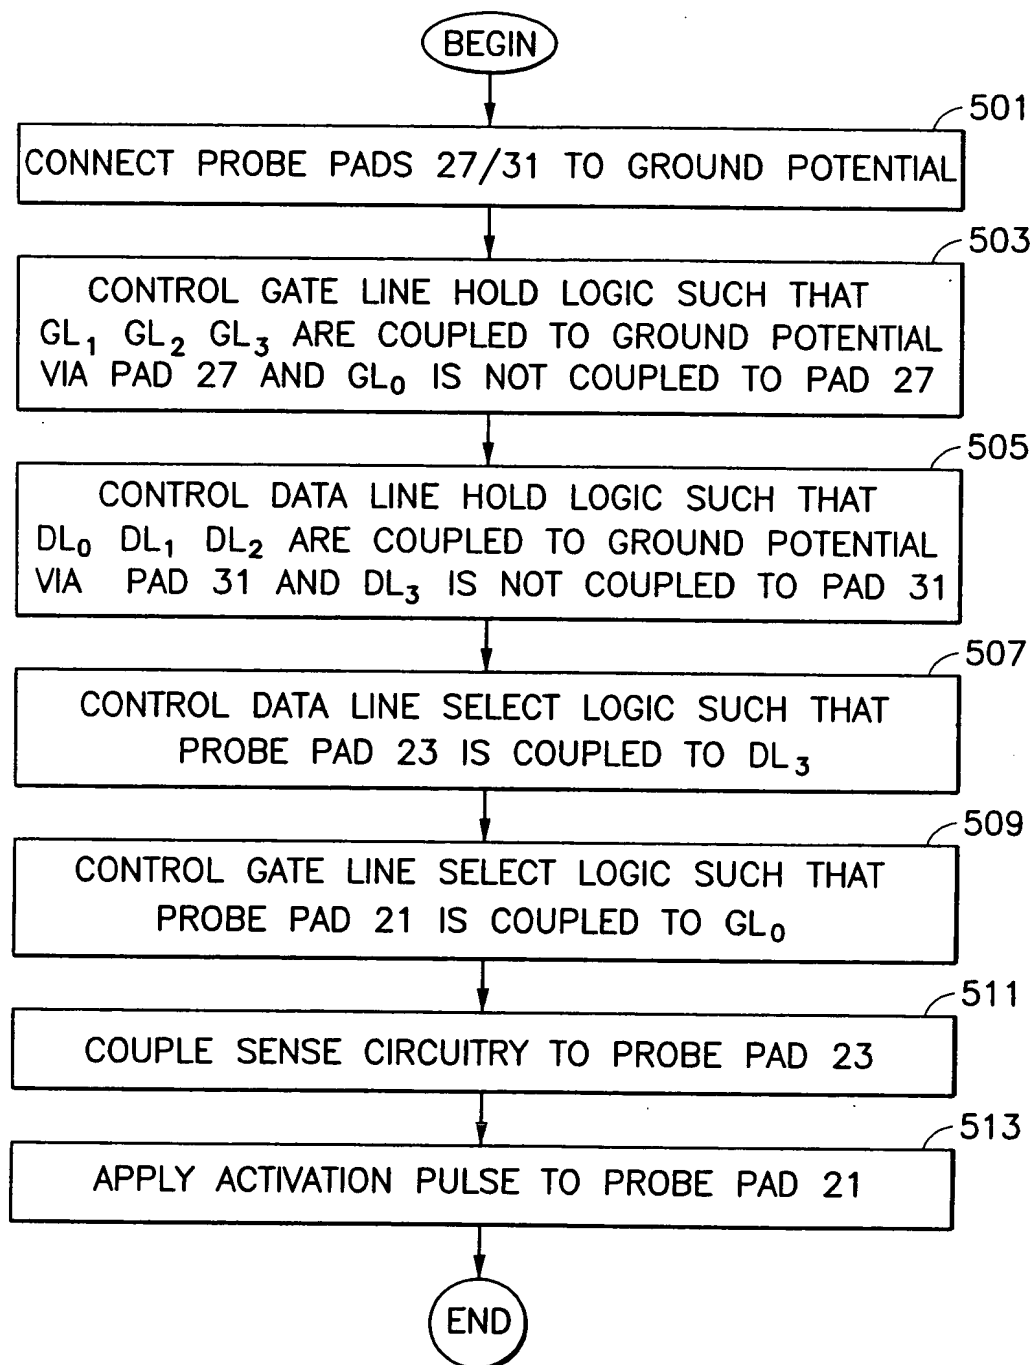 BEGIN
501
CONNECT PROBE PADS 27/31 TO GROUND POTENTIAL
503
CONTROL GATE LINE HOLD LOGIC SUCH THAT
GL₁ GL₂ GL₃ ARE COUPLED TO GROUND POTENTIAL
VIA PAD 27 AND GL₀ IS NOT COUPLED TO PAD 27
505
CONTROL DATA LINE HOLD LOGIC SUCH THAT
DL₀ DL₁ DL₂ ARE COUPLED TO GROUND POTENTIAL
VIA PAD 31 AND DL₃ IS NOT COUPLED TO PAD 31
507
CONTROL DATA LINE SELECT LOGIC SUCH THAT
PROBE PAD 23 IS COUPLED TO DL₃
509
CONTROL GATE LINE SELECT LOGIC SUCH THAT
PROBE PAD 21 IS COUPLED TO GL₀
511
COUPLE SENSE CIRCUITRY TO PROBE PAD 23
513
APPLY ACTIVATION PULSE TO PROBE PAD 21
END